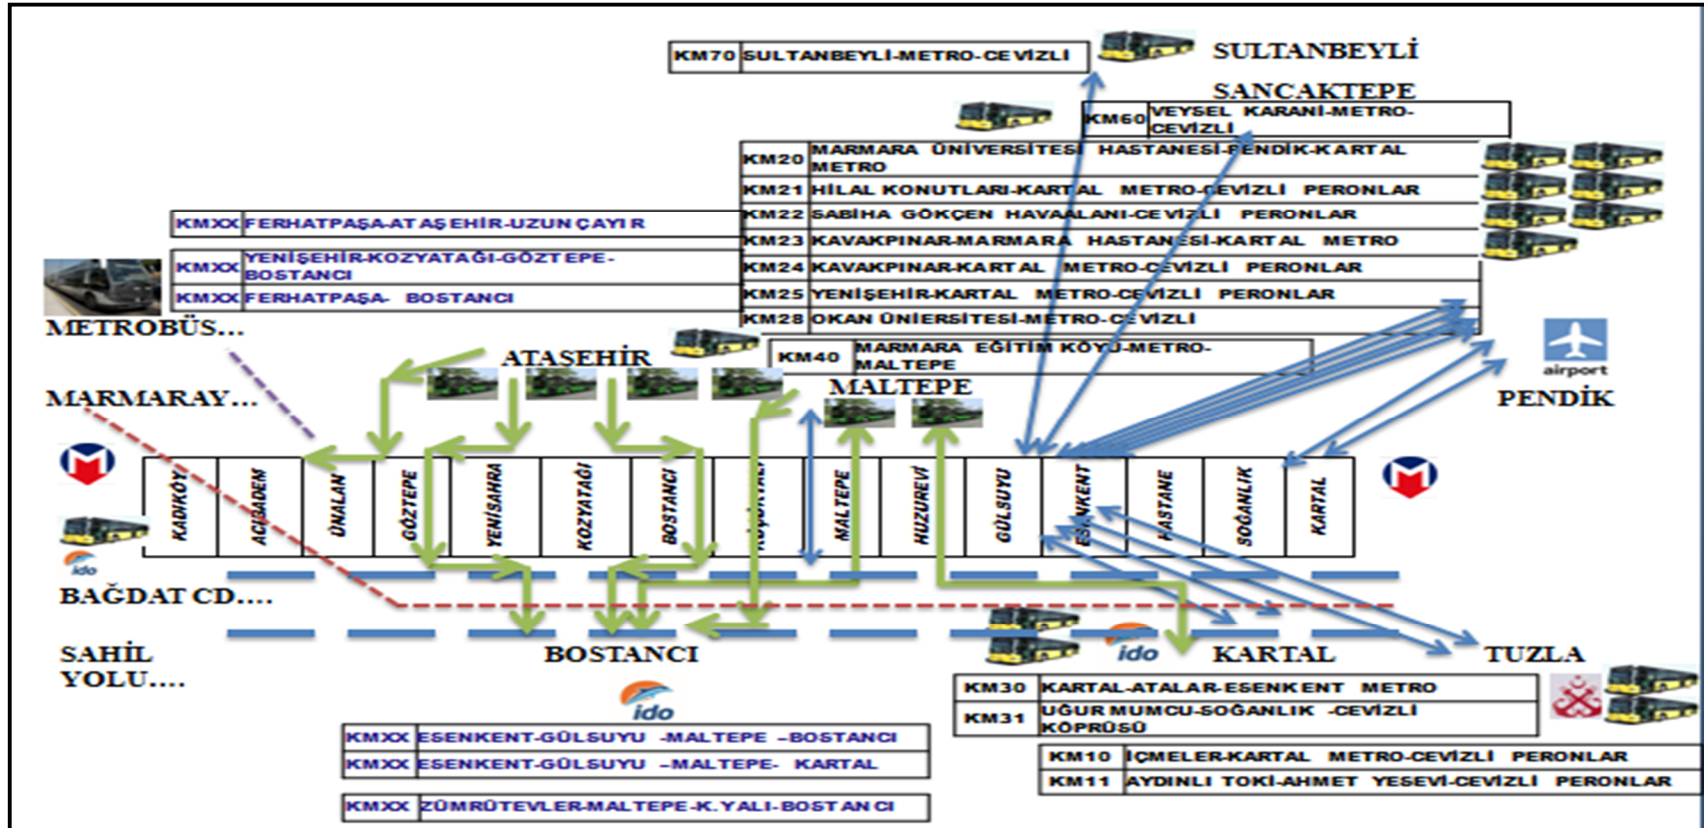 KM70 SULTANBEYLİ-METRO-CEVİZLİ
SULTANBEYLİ
SANCAKTEPE
KM60 VEYSEL KARANİ-METRO-
CEVİZLİ
KM20 MARMARA ÜNİVERSİTESİ HASTANESİ-PENDİK-KARTAL
METRO
KM21 HİLAL KONUTLARI-KARTAL METRO-CEVİZLİ PERONLAR
KM22 SABİHA GÖKÇEN HAVAALANI-CEVİZLİ PERONLAR
KM23 KAVAKPINAR-MARMARA HASTANESİ-KARTAL METRO
KM24 KAVAKPINAR-KARTAL METRO-CEVİZLİ PERONLAR
KM25 YENİŞEHİR-KARTAL METRO-CEVİZLİ PERONLAR
KM28 OKAN ÜNİERSİTESİ-METRO-CEVİZLİ
KM40 MARMARA EĞİTİM KÖYÜ-METRO-
MALTEPE
KMXX FERHATPAŞA-ATAŞEHİR-UZUNÇAYIR
KMXX YENİŞEHİR-KOZYATAĞI-GÖZTEPE-
BOSTANCI
KMXX FERHATPAŞA- BOSTANCI
METROBÜS...
MARMARAY...
ATAŞEHİR
MALTEPE
airport
PENDİK
KADIKÖY
ACIBADEM
ÜNALAN
GÖZTEPE
YENİSAHRA
KOZYATAĞI
BOSTANCI
MALTEPE
HUZUREVİ
GÜLSUYU
ESENKENT
HASTANE
SOĞANLIK
KARTAL
ido
BAĞDAT CD....
SAHİL
YOLU....
BOSTANCI
ido
ido
KARTAL
TUZLA
KM30 KARTAL-ATALAR-ESENKENT METRO
KM31 UĞUR MUMCU-SOĞANLIK -CEVİZLİ
KÖPRÜSÜ
KM10 İÇMELER-KARTAL METRO-CEVİZLİ PERONLAR
KM11 AYDINLI TOKİ-AHMET YESEVİ-CEVİZLİ PERONLAR
KMXX ESENKENT-GÜLSUYU -MALTEPE –BOSTANCI
KMXX ESENKENT-GÜLSUYU –MALTEPE- KARTAL
KMXX ZÜMRÜTEVLER-MALTEPE-K.YALI-BOSTANCI